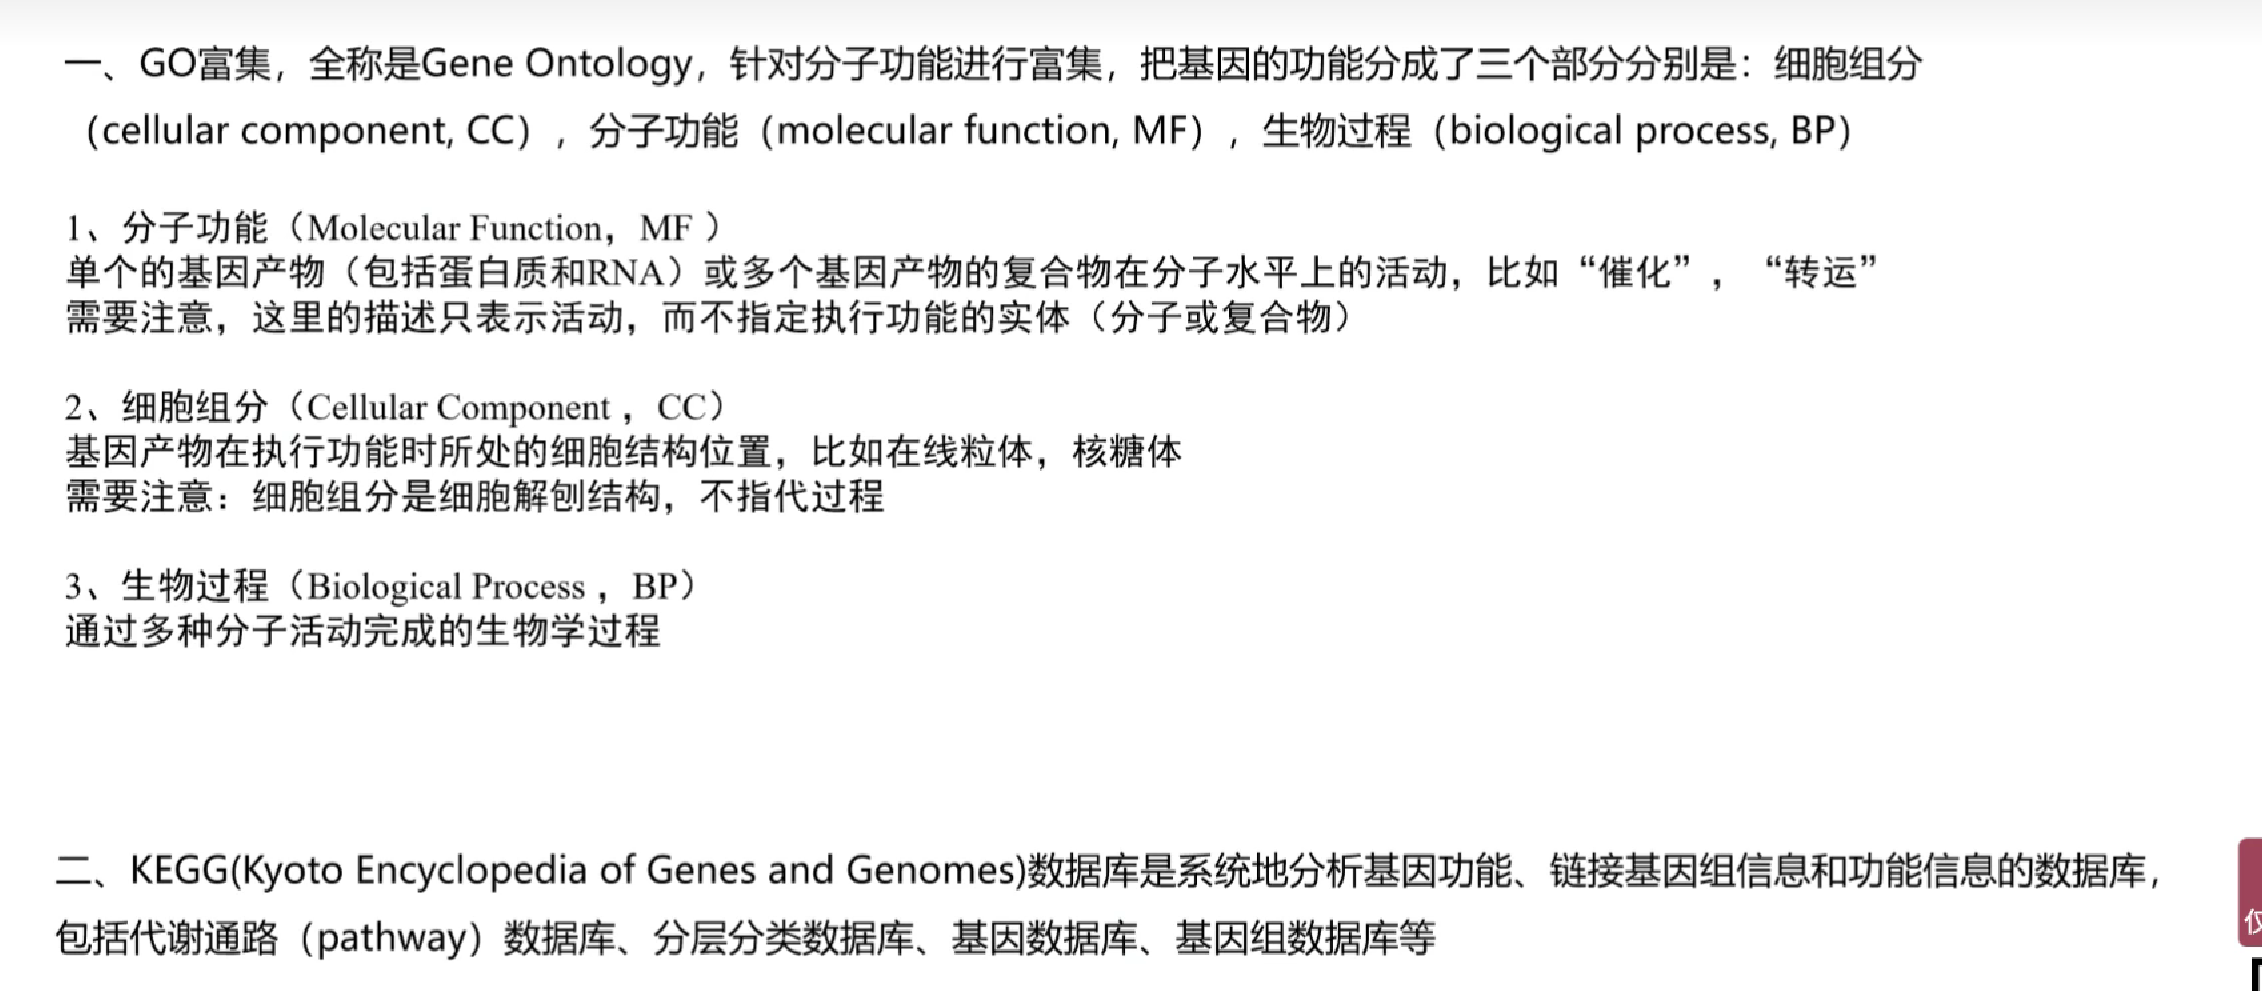 一、GO富集，全称是Gene Ontology，针对分子功能进行富集，把基因的功能分成了三个部分分别是：细胞组分
（cellular component, CC），分子功能（molecular function, MF），生物过程（biological process, BP）
1、分子功能（Molecular Function，MF ）
单个的基因产物（包括蛋白质和RNA）或多个基因产物的复合物在分子水平上的活动，比如“催化”，“转运”
需要注意，这里的描述只表示活动，而不指定执行功能的实体（分子或复合物）
2、细胞组分（Cellular Component ，CC）
基因产物在执行功能时所处的细胞结构位置，比如在线粒体，核糖体
需要注意：细胞组分是细胞解刨结构，不指代过程
3、生物过程（Biological Process ，BP）
通过多种分子活动完成的生物学过程
二、KEGG(Kyoto Encyclopedia of Genes and Genomes)数据库是系统地分析基因功能、链接基因组信息和功能信息的数据库，
包括代谢通路（pathway）数据库、分层分类数据库、基因数据库、基因组数据库等
仅